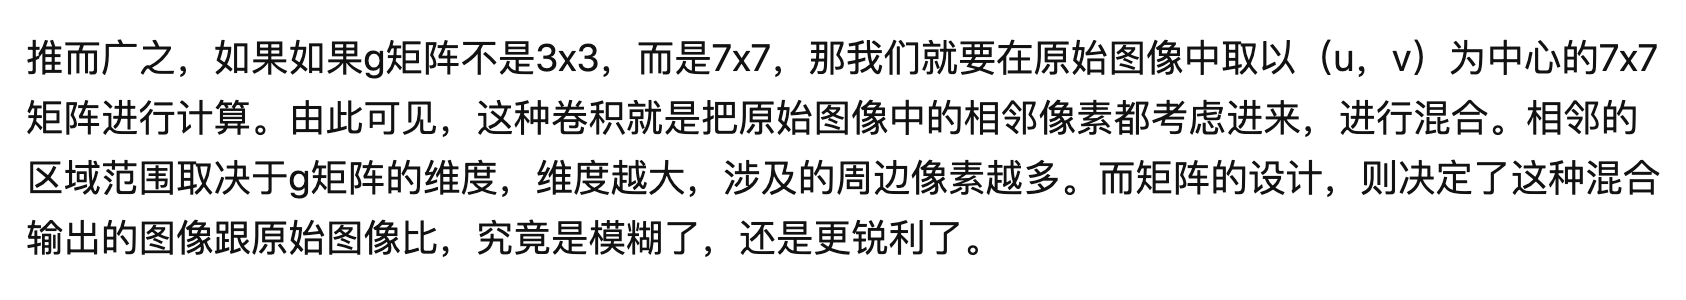 推而广之，如果如果g矩阵不是3x3，而是7x7，那我们就要在原始图像中取以（u，v）为中心的7x7
矩阵进行计算。由此可见，这种卷积就是把原始图像中的相邻像素都考虑进来，进行混合。相邻的
区域范围取决于g矩阵的维度，维度越大，涉及的周边像素越多。而矩阵的设计，则决定了这种混合
输出的图像跟原始图像比，究竟是模糊了，还是更锐利了。